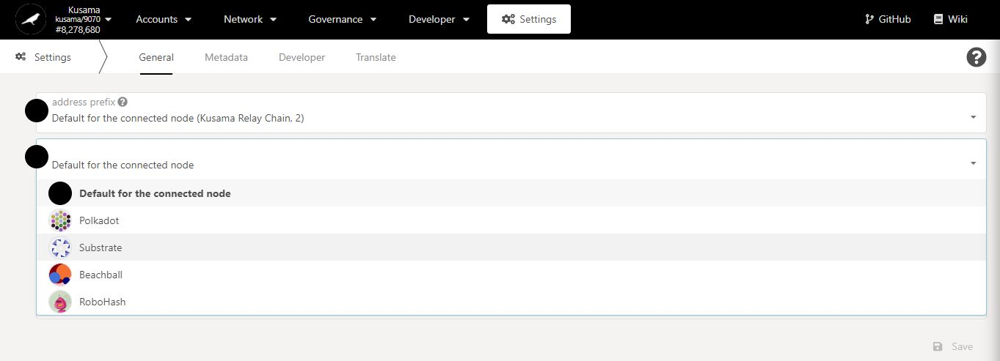 Kusama
kusama/9070
#8,278,680
Accounts
Network
Governance
Developer
Settings
GitHub
Wiki
Settings
General
Metadata
Developer
Translate
address prefix
Default for the connected node (Kusama Relay Chain, 2)
Default for the connected node
Default for the connected node
Polkadot
Substrate
Beachball
RoboHash
Save